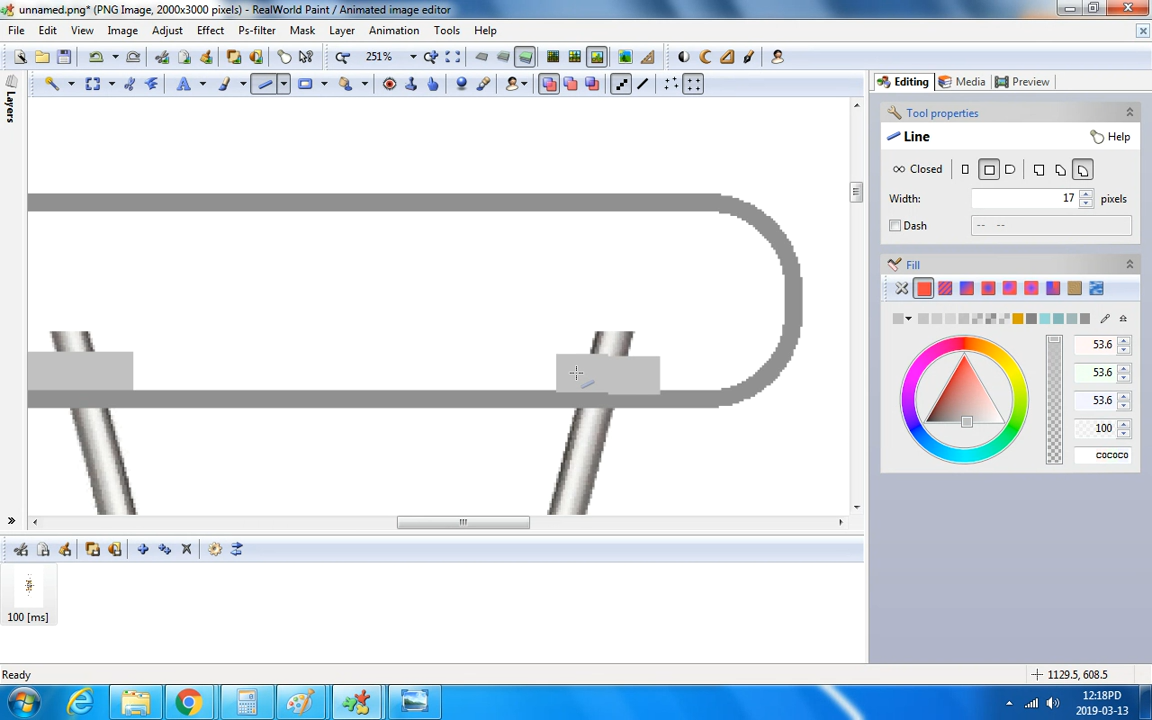 unnamed.png* (PNG Image, 2000x3000 pixels) - RealWorld Paint / Animated image editor
File Edit View Image Adjust Effect Ps-filter Mask Layer Animation Tools Help
251%
Layers
Editing Media Preview
Tool properties
Line Help
Closed
Width: 17 pixels
Dash -- --
Fill
53.6
53.6
53.6
100
COCOCO
100 [ms]
Ready 1129.5, 608.5
12:18PD
2019-03-13